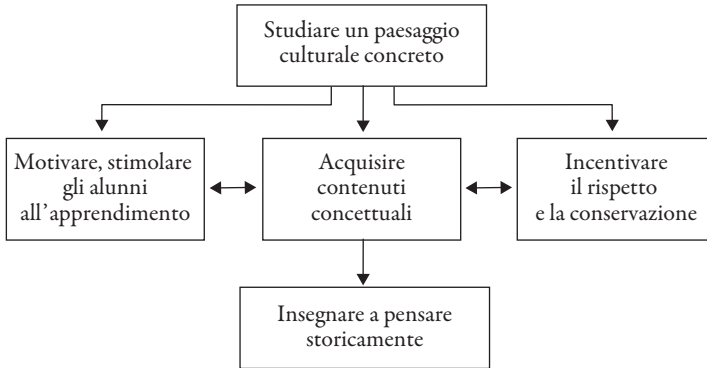 Studiare un paesaggio
culturale concreto
Motivare, stimolare
gli alunni
all'apprendimento
Acquisire
contenuti
concettuali
Incentivare
il rispetto
e la conservazione
Insegnare a pensare
storicamente